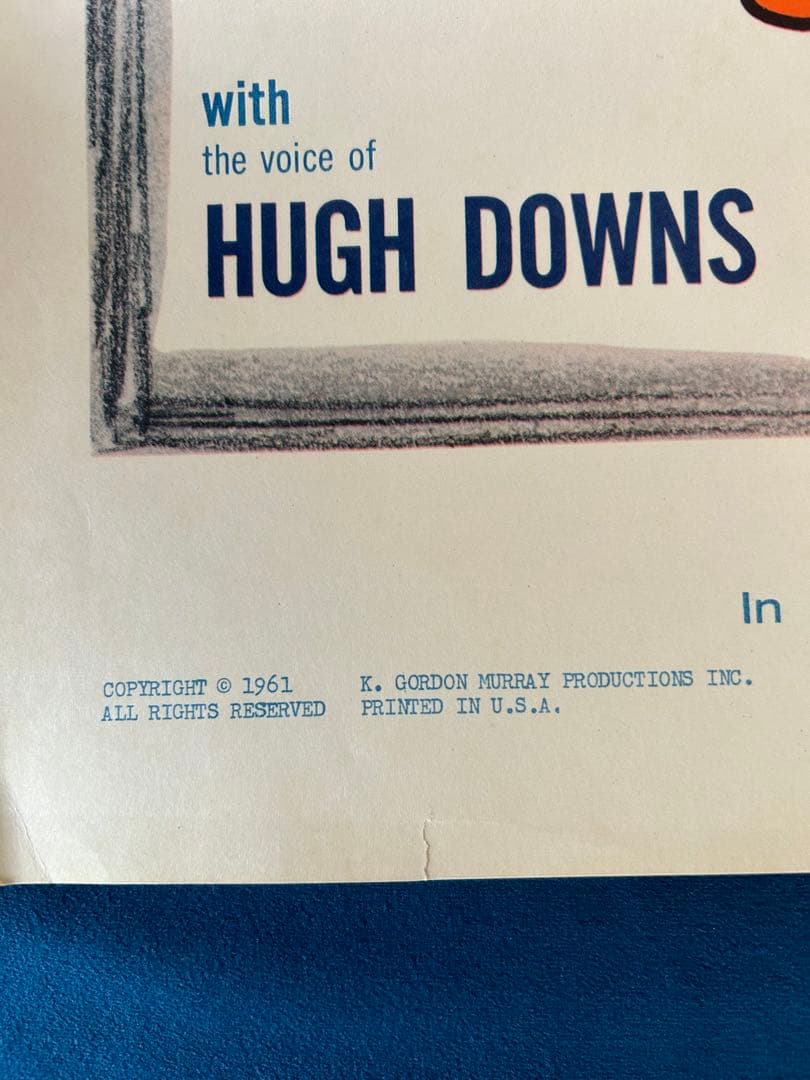 with
the voice of
HUGH DOWNS
In
COPYRIGHT © 1961 K. GORDON MURRAY PRODUCTIONS INC.
ALL RIGHTS RESERVED PRINTED IN U.S.A.